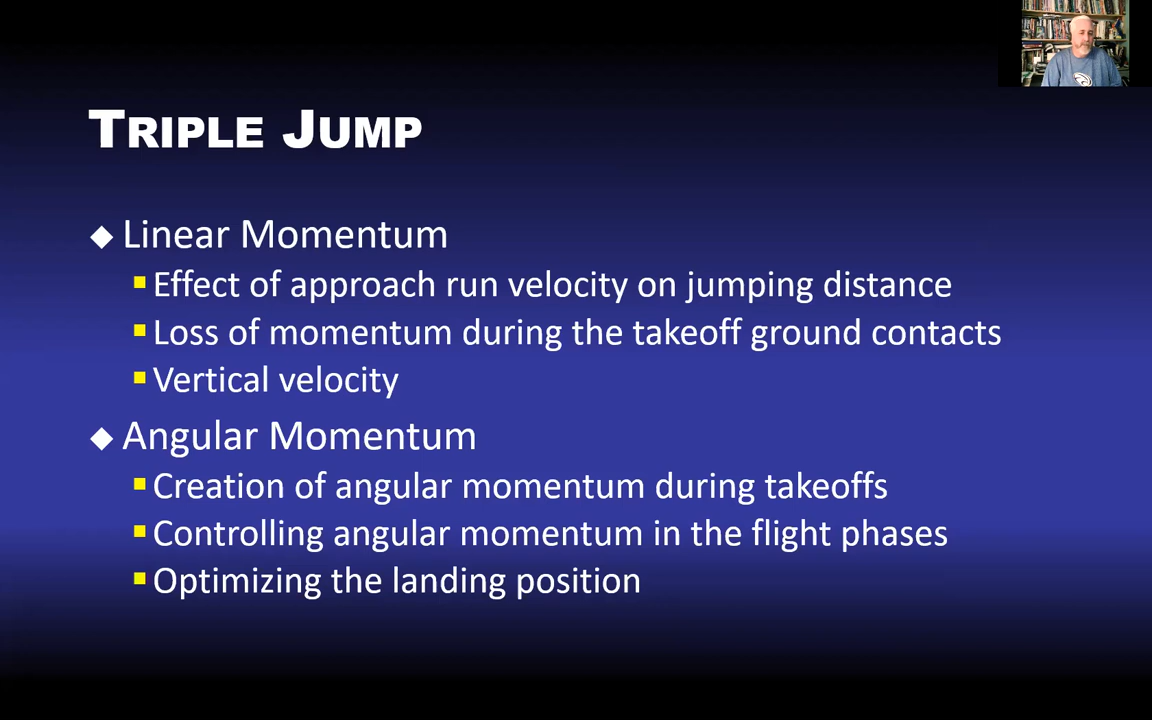 TRIPLE JUMP
Linear Momentum
Effect of approach run velocity on jumping distance
Loss of momentum during the takeoff ground contacts
Vertical velocity
Angular Momentum
Creation of angular momentum during takeoffs
Controlling angular momentum in the flight phases
Optimizing the landing position